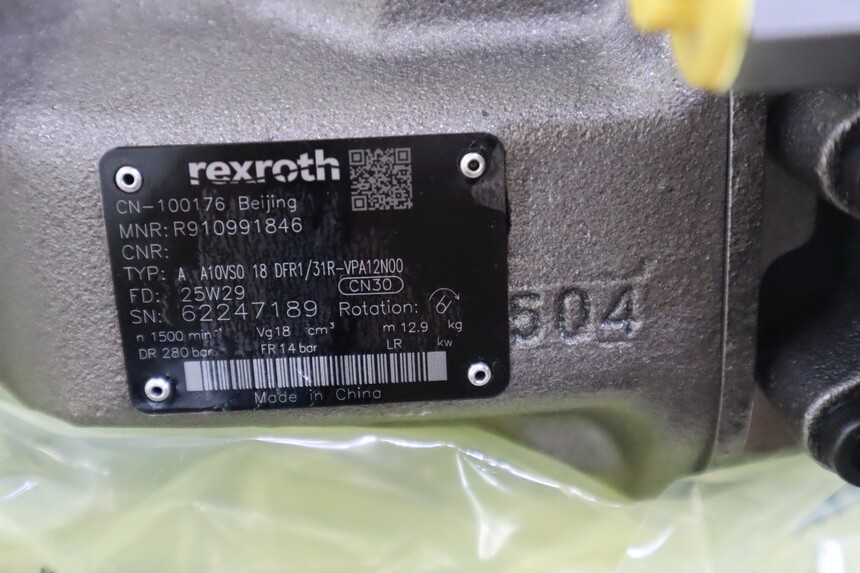 rexroth
CN-100176 Beijing
MNR: R910991846
CNR:
TYP: A A10VSO 18 DFR1/31R-VPA12N00
FD: 25W29 CN30
SN: 62247189 Rotation:
n 1500 min⁻¹ Vg18 cm³ m 12.9 kg
DR 280 bar FR 14 bar LR kw
Made in China
504